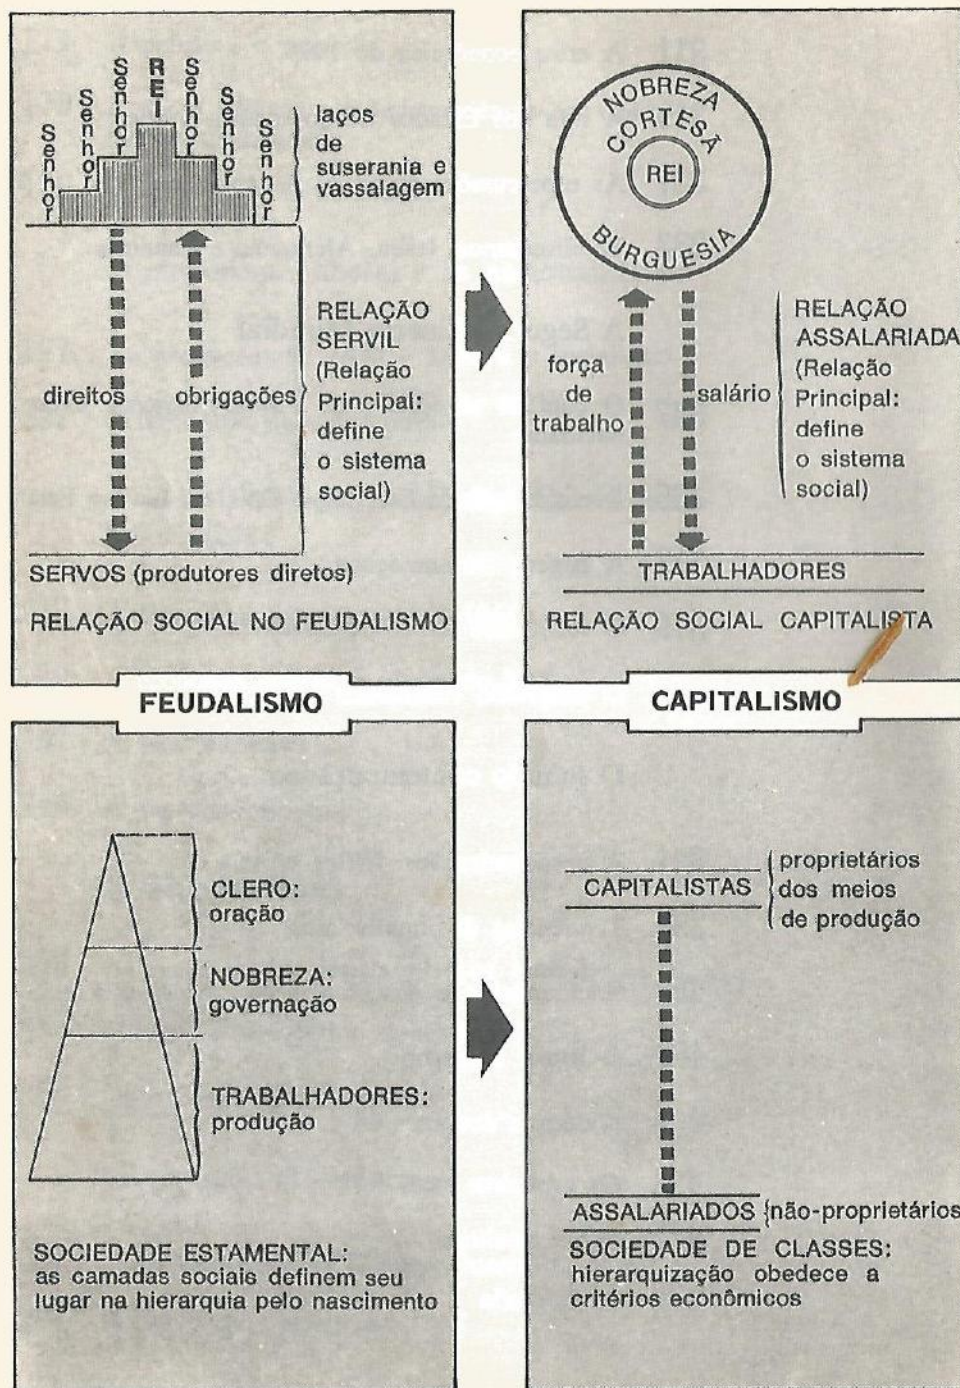 Senhor
Senhor
Senhor
REI
Senhor
Senhor
Senhor
laços
de
suserania e
vassalagem
direitos
obrigações
RELAÇÃO
SERVIL
(Relação
Principal:
define
o sistema
social)
SERVOS (produtores diretos)
RELAÇÃO SOCIAL NO FEUDALISMO
NOBREZA
CORTESÃ
REI
BURGUESIA
força
de
trabalho
salário
RELAÇÃO
ASSALARIADA
(Relação
Principal:
define
o sistema
social)
TRABALHADORES
RELAÇÃO SOCIAL CAPITALISTA
FEUDALISMO
CAPITALISMO
CLERO:
oração
NOBREZA:
governação
TRABALHADORES:
produção
SOCIEDADE ESTAMENTAL:
as camadas sociais definem seu
lugar na hierarquia pelo nascimento
CAPITALISTAS
proprietários
dos meios
de produção
ASSALARIADOS {não-proprietários
SOCIEDADE DE CLASSES:
hierarquização obedece a
critérios econômicos